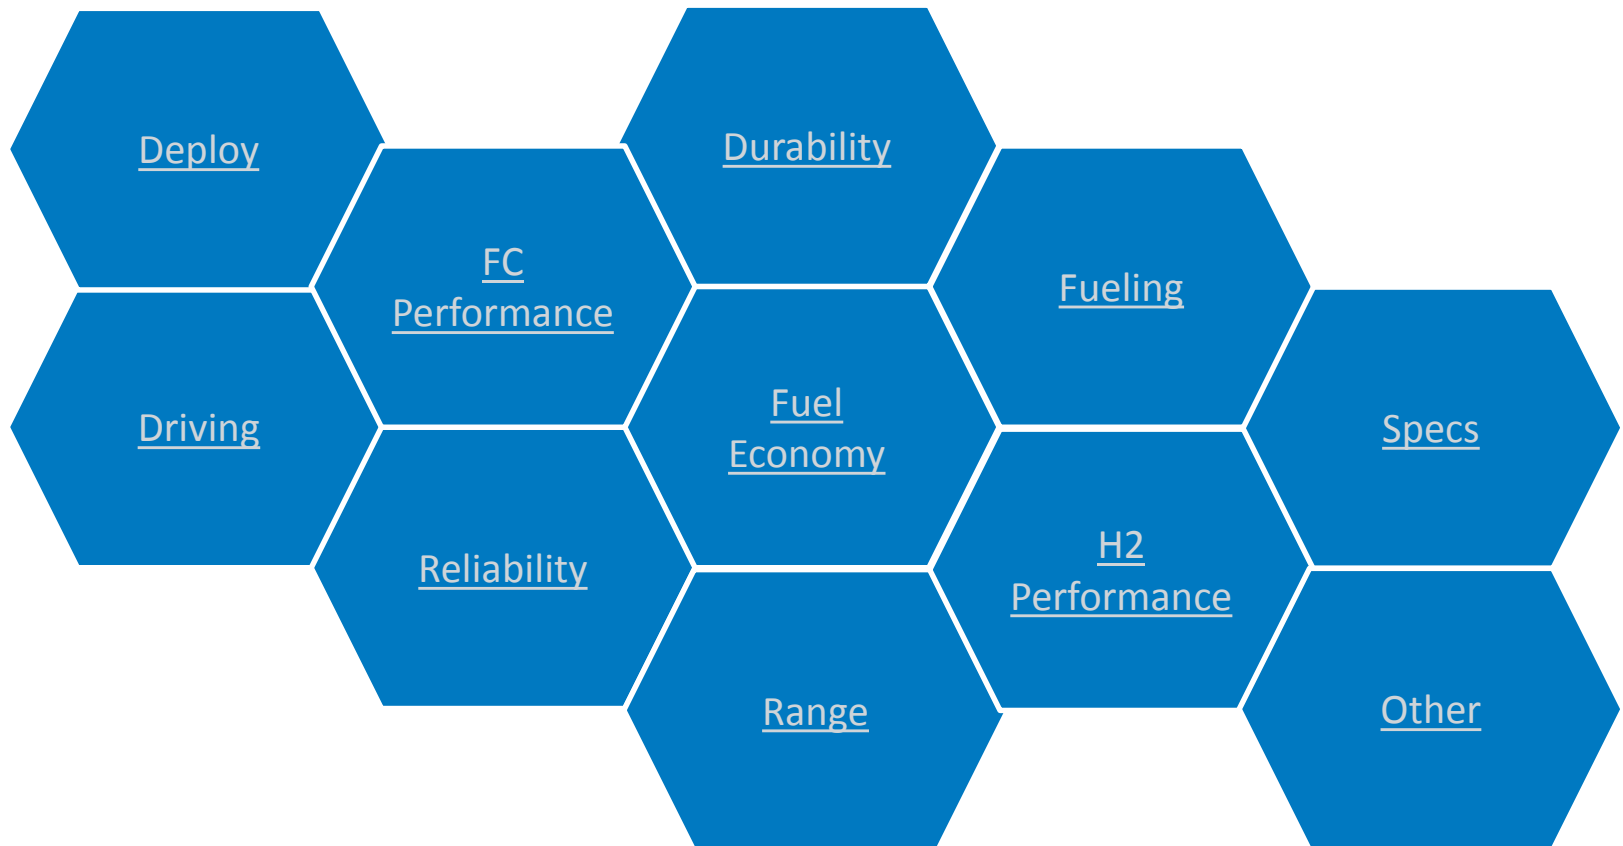 Deploy
Driving
FC
Performance
Reliability
Durability
Fuel
Economy
Range
Fueling
H2
Performance
Specs
Other